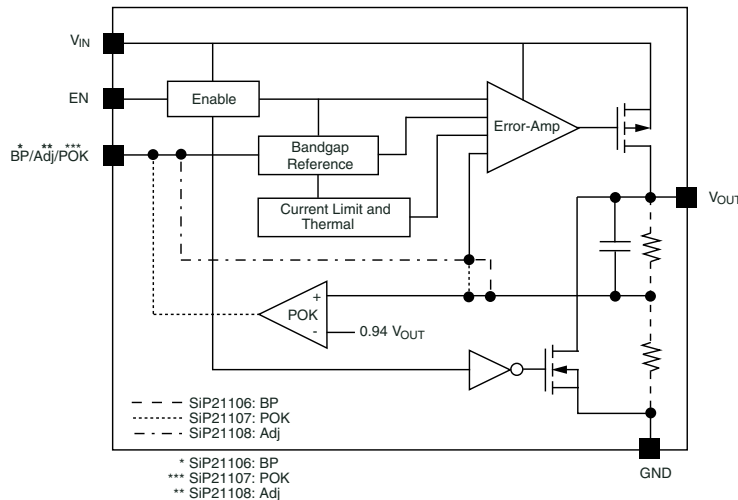 VIN
EN
Enable
Error-Amp
* ** ***
BP/Adj/POK
Bandgap
Reference
Current Limit and
Thermal
VOUT
+
POK
-
0.94 VOUT
SiP21106: BP
SiP21107: POK
SiP21108: Adj
GND
* SiP21106: BP
*** SiP21107: POK
** SiP21108: Adj